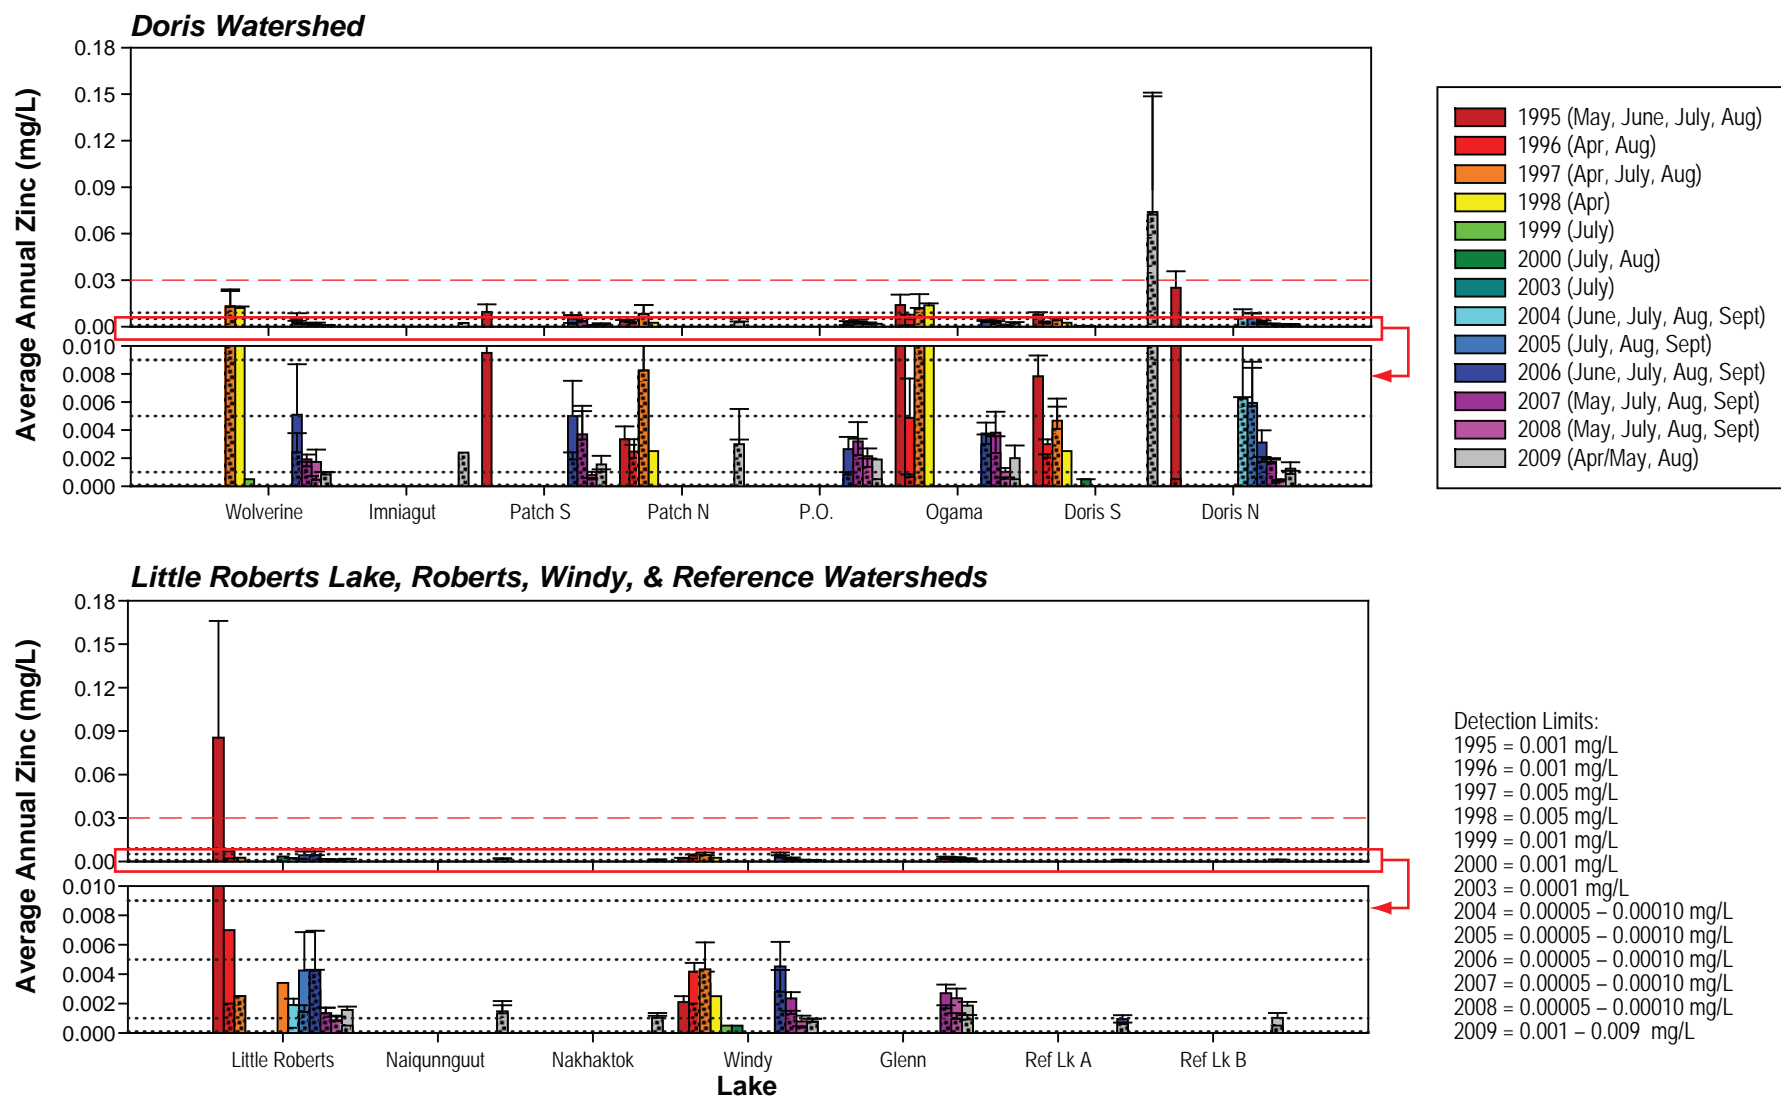 Doris Watershed
Average Annual Zinc (mg/L)
0.18
0.15
0.12
0.09
0.06
0.03
0.00
0.010
0.008
0.006
0.004
0.002
0.000
Wolverine Imniagut Patch S Patch N P.O. Ogama Doris S Doris N
1995 (May, June, July, Aug)
1996 (Apr, Aug)
1997 (Apr, July, Aug)
1998 (Apr)
1999 (July)
2000 (July, Aug)
2003 (July)
2004 (June, July, Aug, Sept)
2005 (July, Aug, Sept)
2006 (June, July, Aug, Sept)
2007 (May, July, Aug, Sept)
2008 (May, July, Aug, Sept)
2009 (Apr/May, Aug)
Little Roberts Lake, Roberts, Windy, & Reference Watersheds
Average Annual Zinc (mg/L)
0.18
0.15
0.12
0.09
0.06
0.03
0.00
0.010
0.008
0.006
0.004
0.002
0.000
Little Roberts Naiqunnguut Nakhaktok Windy Glenn Ref Lk A Ref Lk B
Lake
Detection Limits:
1995 = 0.001 mg/L
1996 = 0.001 mg/L
1997 = 0.005 mg/L
1998 = 0.005 mg/L
1999 = 0.001 mg/L
2000 = 0.001 mg/L
2003 = 0.0001 mg/L
2004 = 0.00005 – 0.00010 mg/L
2005 = 0.00005 – 0.00010 mg/L
2006 = 0.00005 – 0.00010 mg/L
2007 = 0.00005 – 0.00010 mg/L
2008 = 0.00005 – 0.00010 mg/L
2009 = 0.001 – 0.009 mg/L